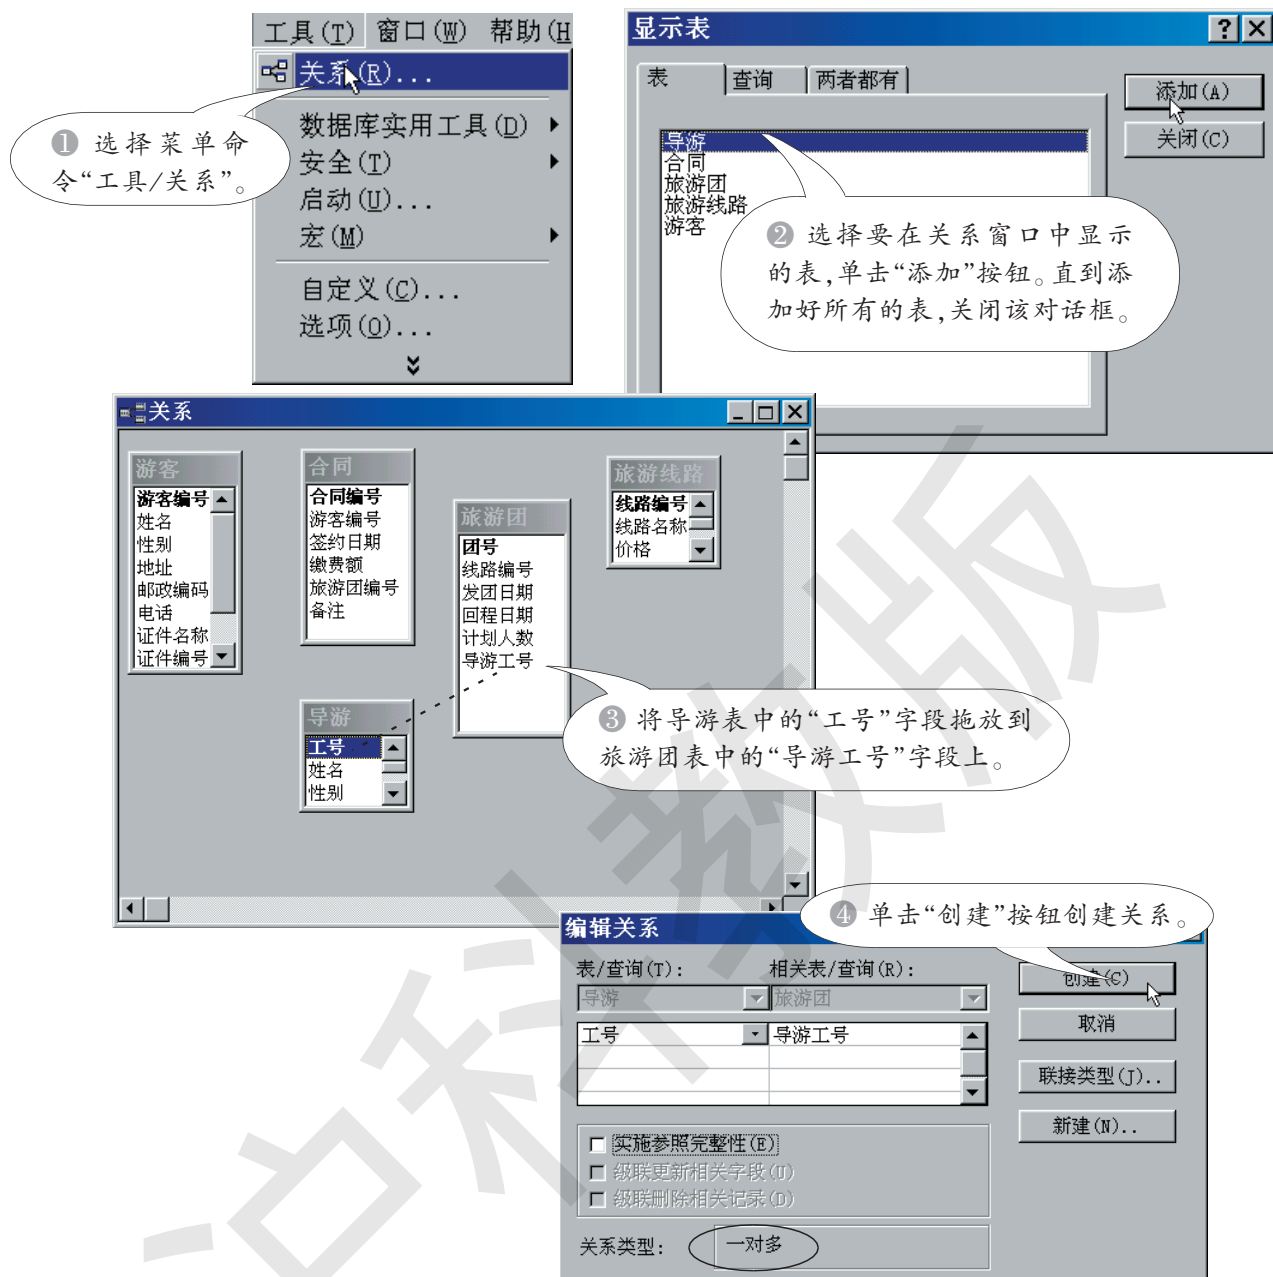 工具(T) 窗口(W) 帮助(H
关系(R)...
数据库实用工具(D)
安全(T)
启动(U)...
宏(M)
自定义(C)...
选项(O)...
❶ 选择菜单命
令“工具/关系”。
显示表
表 查询 两者都有
添加(A)
关闭(C)
导游
合同
旅游团
旅游线路
游客
❷ 选择要在关系窗口中显示
的表,单击“添加”按钮。直到添
加好所有的表,关闭该对话框。
关系
游客
游客编号
姓名
性别
地址
邮政编码
电话
证件名称
证件编号
合同
合同编号
游客编号
签约日期
缴费额
旅游团编号
备注
旅游团
团号
线路编号
发团日期
回程日期
计划人数
导游工号
旅游线路
线路编号
线路名称
价格
导游
工号
姓名
性别
❸ 将导游表中的“工号”字段拖放到
旅游团表中的“导游工号”字段上。
❹ 单击“创建”按钮创建关系。
编辑关系
表/查询(T): 相关表/查询(R):
导游 旅游团
工号 导游工号
创建(C)
取消
联接类型(J)..
新建(N)..
实施参照完整性(E)
级联更新相关字段(U)
级联删除相关记录(D)
关系类型: 一对多
沪科教版